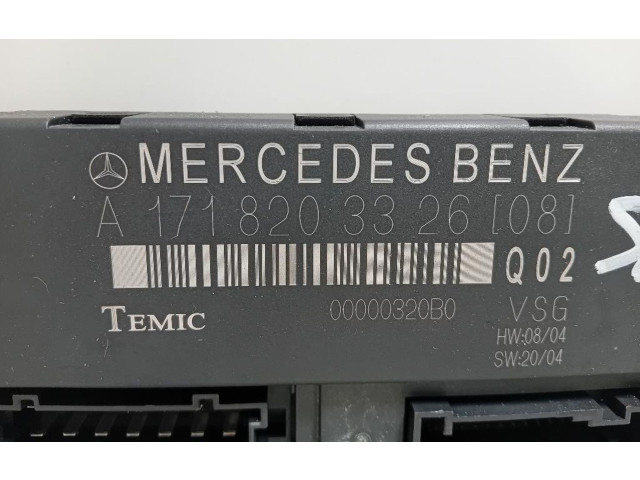 MERCEDES BENZ
A 171 820 33 26 [08]
Q02
TEMIC 00000320B0 VSG
HW:08/04
SW:20/04